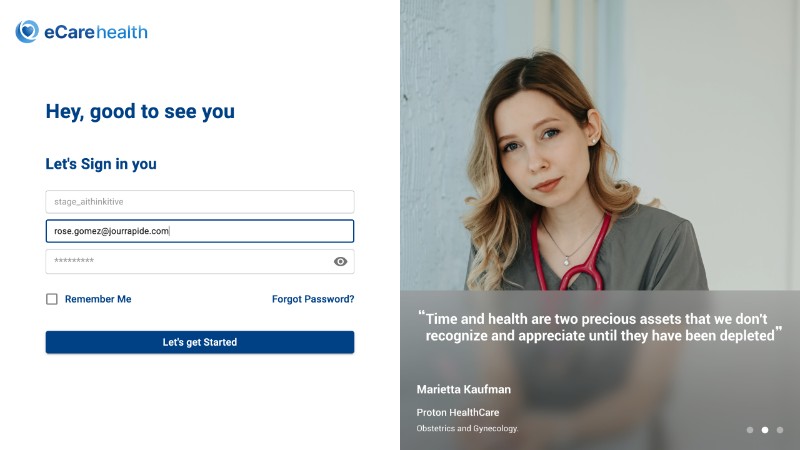 eCarehealth
Hey, good to see you
Let's Sign in you
stage_aithinkitive
rose.gomez@jourrapide.com
*********
Remember Me
Forgot Password?
Let's get Started
“Time and health are two precious assets that we don't
recognize and appreciate until they have been depleted”
Marietta Kaufman
Proton HealthCare
Obstetrics and Gynecology.